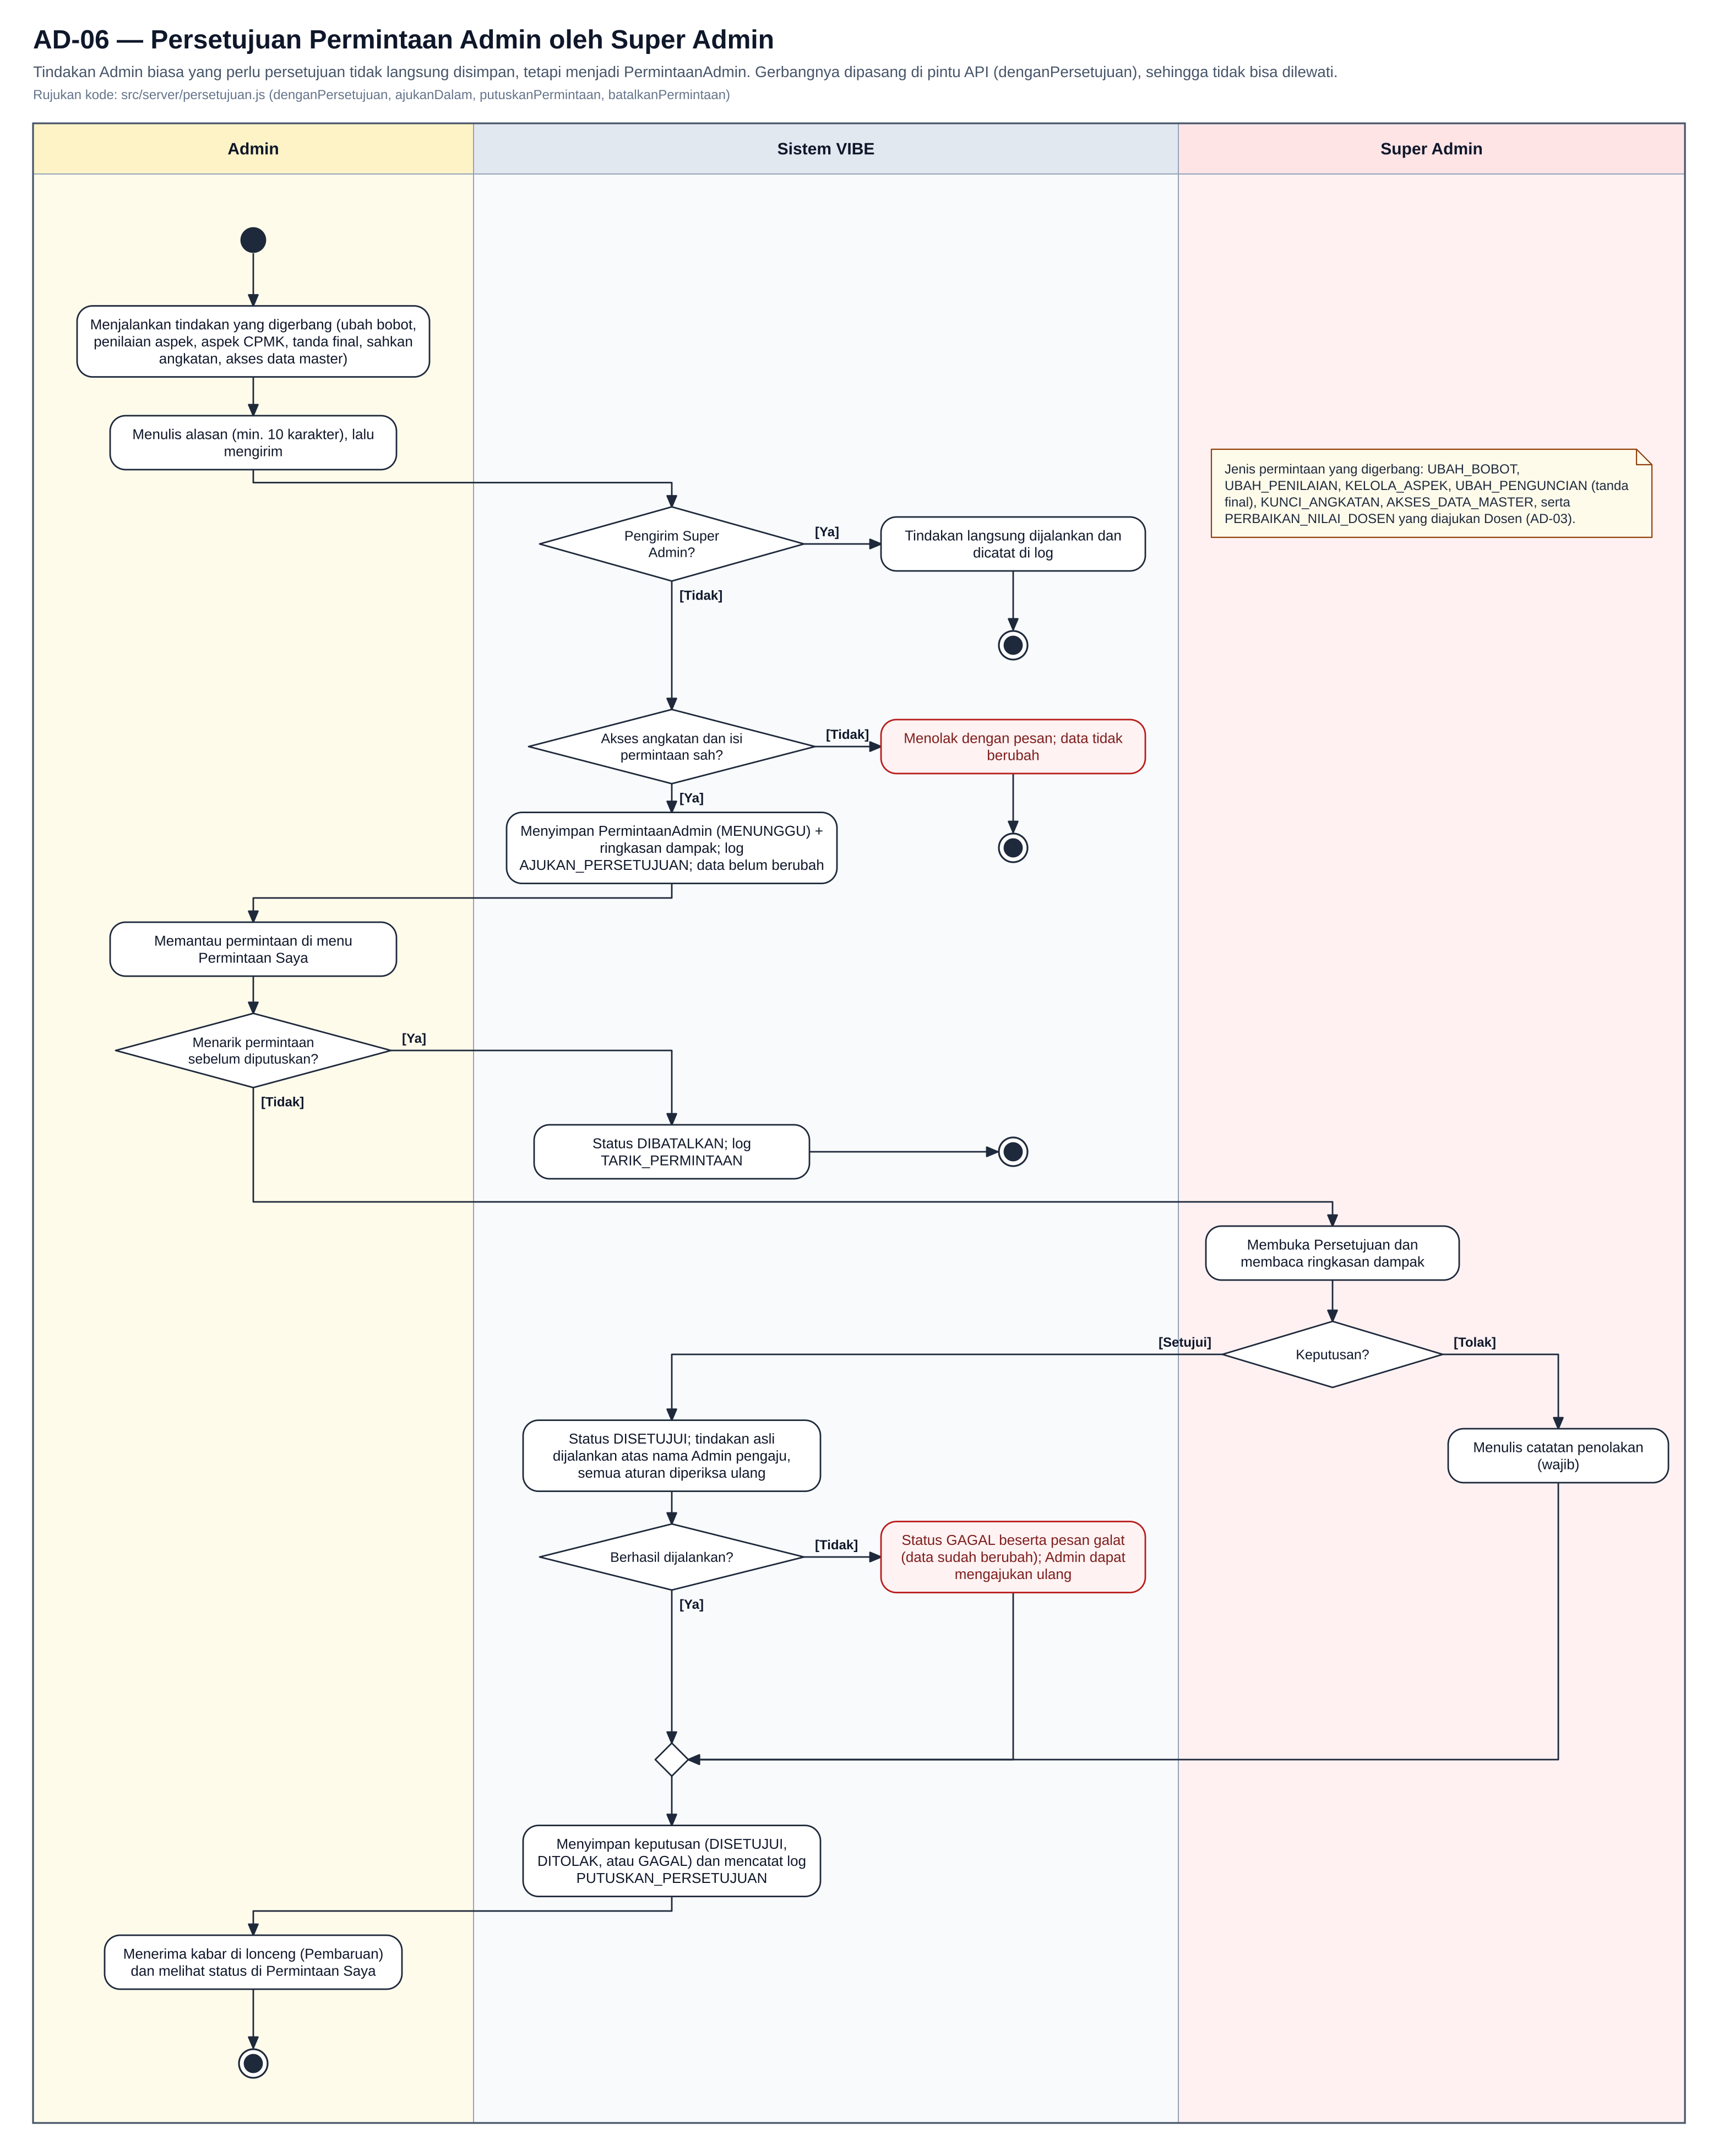 AD-06 — Persetujuan Permintaan Admin oleh Super Admin
Tindakan Admin biasa yang perlu persetujuan tidak langsung disimpan, tetapi menjadi PermintaanAdmin. Gerbangnya dipasang di pintu API (denganPersetujuan), sehingga tidak bisa dilewati.
Rujukan kode: src/server/persetujuan.js (denganPersetujuan, ajukanDalam, putuskanPermintaan, batalkanPermintaan)
Admin
Sistem VIBE
Super Admin
Menjalankan tindakan yang digerbang (ubah bobot,
penilaian aspek, aspek CPMK, tanda final, sahkan
angkatan, akses data master)
Menulis alasan (min. 10 karakter), lalu
mengirim
Jenis permintaan yang digerbang: UBAH_BOBOT,
UBAH_PENILAIAN, KELOLA_ASPEK, UBAH_PENGUNCIAN (tanda
final), KUNCI_ANGKATAN, AKSES_DATA_MASTER, serta
PERBAIKAN_NILAI_DOSEN yang diajukan Dosen (AD-03).
Pengirim Super
Admin?
[Ya]
Tindakan langsung dijalankan dan
dicatat di log
[Tidak]
Akses angkatan dan isi
permintaan sah?
[Tidak]
Menolak dengan pesan; data tidak
berubah
[Ya]
Menyimpan PermintaanAdmin (MENUNGGU) +
ringkasan dampak; log
AJUKAN_PERSETUJUAN; data belum berubah
Memantau permintaan di menu
Permintaan Saya
Menarik permintaan
sebelum diputuskan?
[Ya]
[Tidak]
Status DIBATALKAN; log
TARIK_PERMINTAAN
Membuka Persetujuan dan
membaca ringkasan dampak
[Setujui]
Keputusan?
[Tolak]
Status DISETUJUI; tindakan asli
dijalankan atas nama Admin pengaju,
semua aturan diperiksa ulang
Menulis catatan penolakan
(wajib)
Berhasil dijalankan?
[Tidak]
Status GAGAL beserta pesan galat
(data sudah berubah); Admin dapat
mengajukan ulang
[Ya]
Menyimpan keputusan (DISETUJUI,
DITOLAK, atau GAGAL) dan mencatat log
PUTUSKAN_PERSETUJUAN
Menerima kabar di lonceng (Pembaruan)
dan melihat status di Permintaan Saya